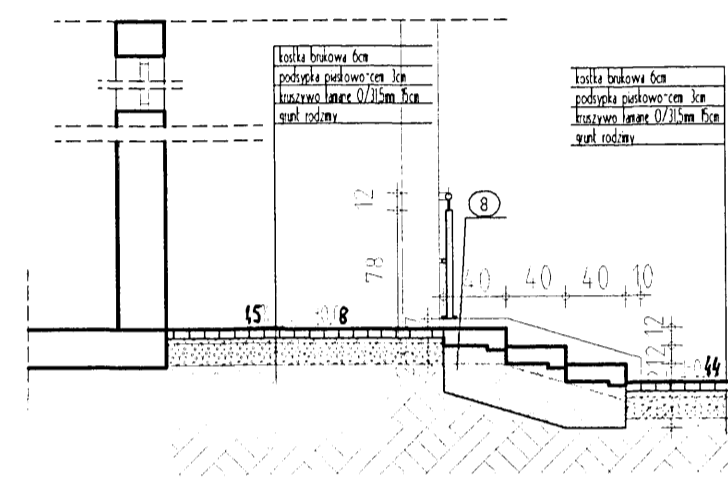 kostka brukowa 6cm
podsypka piaskowo-cem 3cm
kruszywo łamane 0/31,5mm 15cm
grunt rodzimy
kostka brukowa 6cm
podsypka piaskowo-cem 3cm
kruszywo łamane 0/31,5mm 15cm
grunt rodzimy
12
8
78
40 40 40 10
15 8
12
12
44